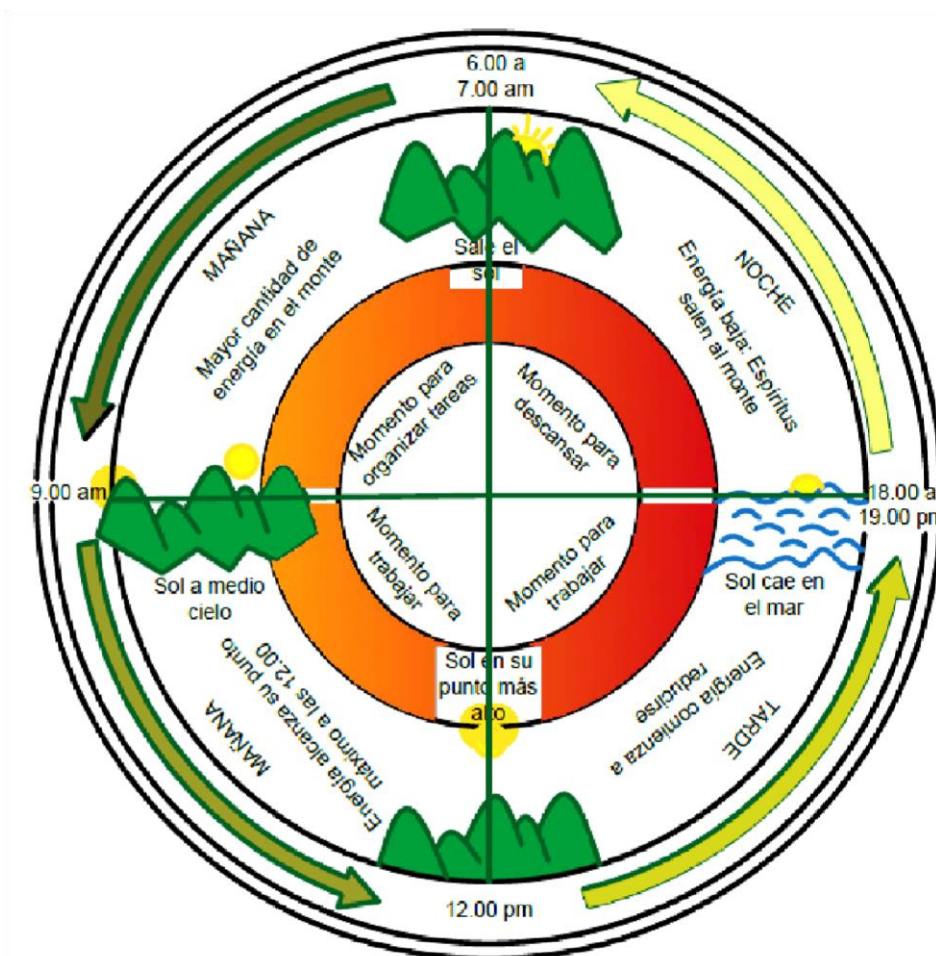 6.00 a
7.00 am
Sale el
sol
MAÑANA
Mayor cantidad de
energía en el monte
Momento para
organizar tareas
9.00 am
Sol a medio
cielo
MAÑANA
Energía alcanza su punto
máximo a las 12.00
Momento para
trabajar
Sol en su
punto más
alto
12.00 pm
TARDE
Energía comienza a
reducirse
Momento para
trabajar
18.00 a
19.00 pm
Sol cae en
el mar
NOCHE
Energía baja: Espíritus
salen al monte
Momento para
descansar